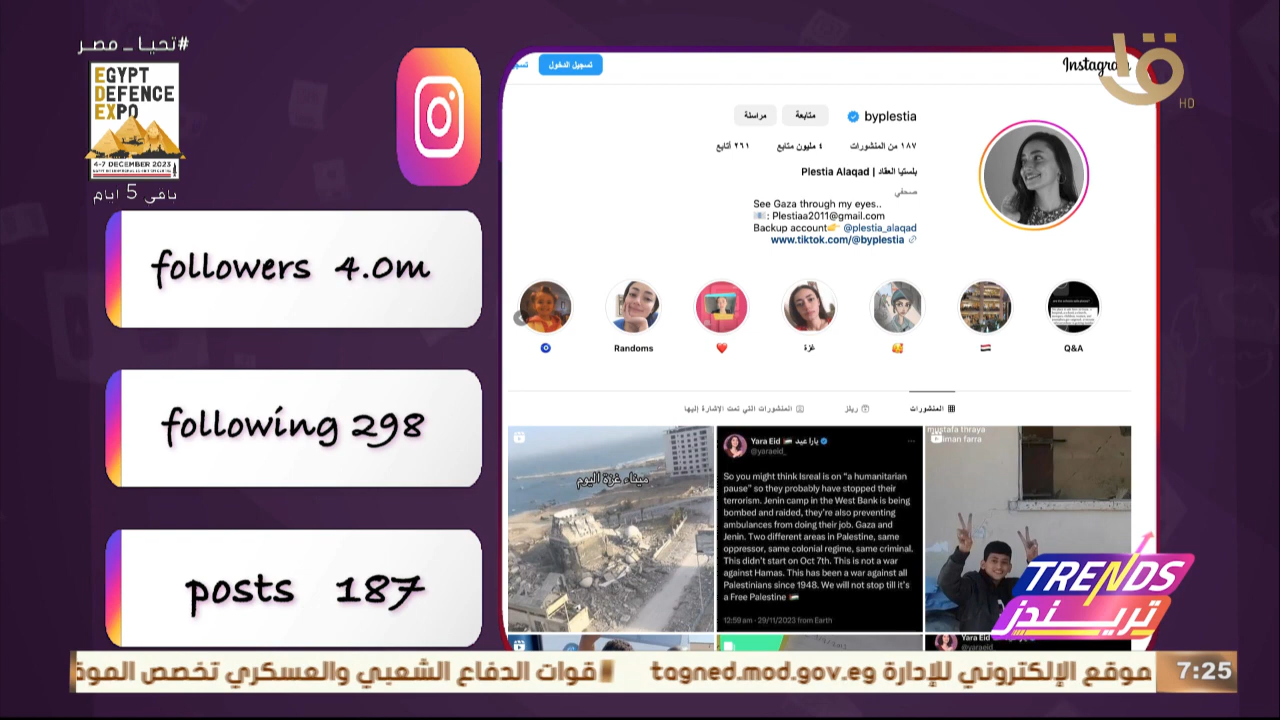 #تحيا_مصر
EGYPT
DEFENCE
EXPO
4-7 DECEMBER 2023
باقى 5 ايام
followers 4.0m
following 298
posts 187
تسجيل الدخول
Instagram
HD
byplestia
متابعة
مراسلة
١٨٧ من المنشورات
٤ مليون متابع
٢٦١ أتابع
بلستيا العقاد | Plestia Alaqad
صحفي
See Gaza through my eyes..
: Plestiaa2011@gmail.com
Backup account👉 @plestia_alaqad
www.tiktok.com/@byplestia
Randoms
غزة
Q&A
المنشورات
ريلز
المنشورات التي تمت الإشارة إليها
ميناء غزة اليوم
Yara Eid 🇵🇸 يارا عيد
@yaraeid_
So you might think Isreal is on "a humanitarian
pause" so they probably have stopped their
terrorism. Jenin camp in the West Bank is being
bombed and raided, they're also preventing
ambulances from doing their job. Gaza and
Jenin. Two different areas in Palestine, same
oppressor, same colonial regime, same criminal.
This didn't start on Oct 7th. This is not a war
against Hamas. This has been a war against all
Palestinians since 1948. We will not stop till it's
a Free Palestine 🇵🇸
12:59 am · 29/11/2023 from Earth
mustafa thraya
iman farra
Yara Eid
@yaraeid_
TRENDS
تريندز
موقع الإلكتروني للإدارة tagned.mod.gov.eg
قوات الدفاع الشعبي والعسكري تخصص الموق
7:25